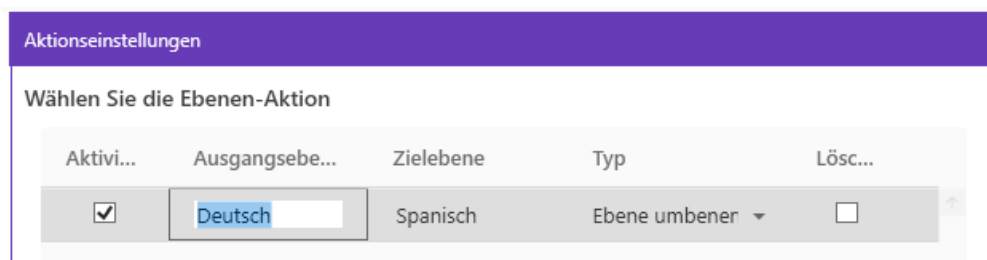 Aktionseinstellungen
Wählen Sie die Ebenen-Aktion
Aktivi... Ausgangsebe... Zielebene Typ Lösc...
Deutsch Spanisch Ebene umbener